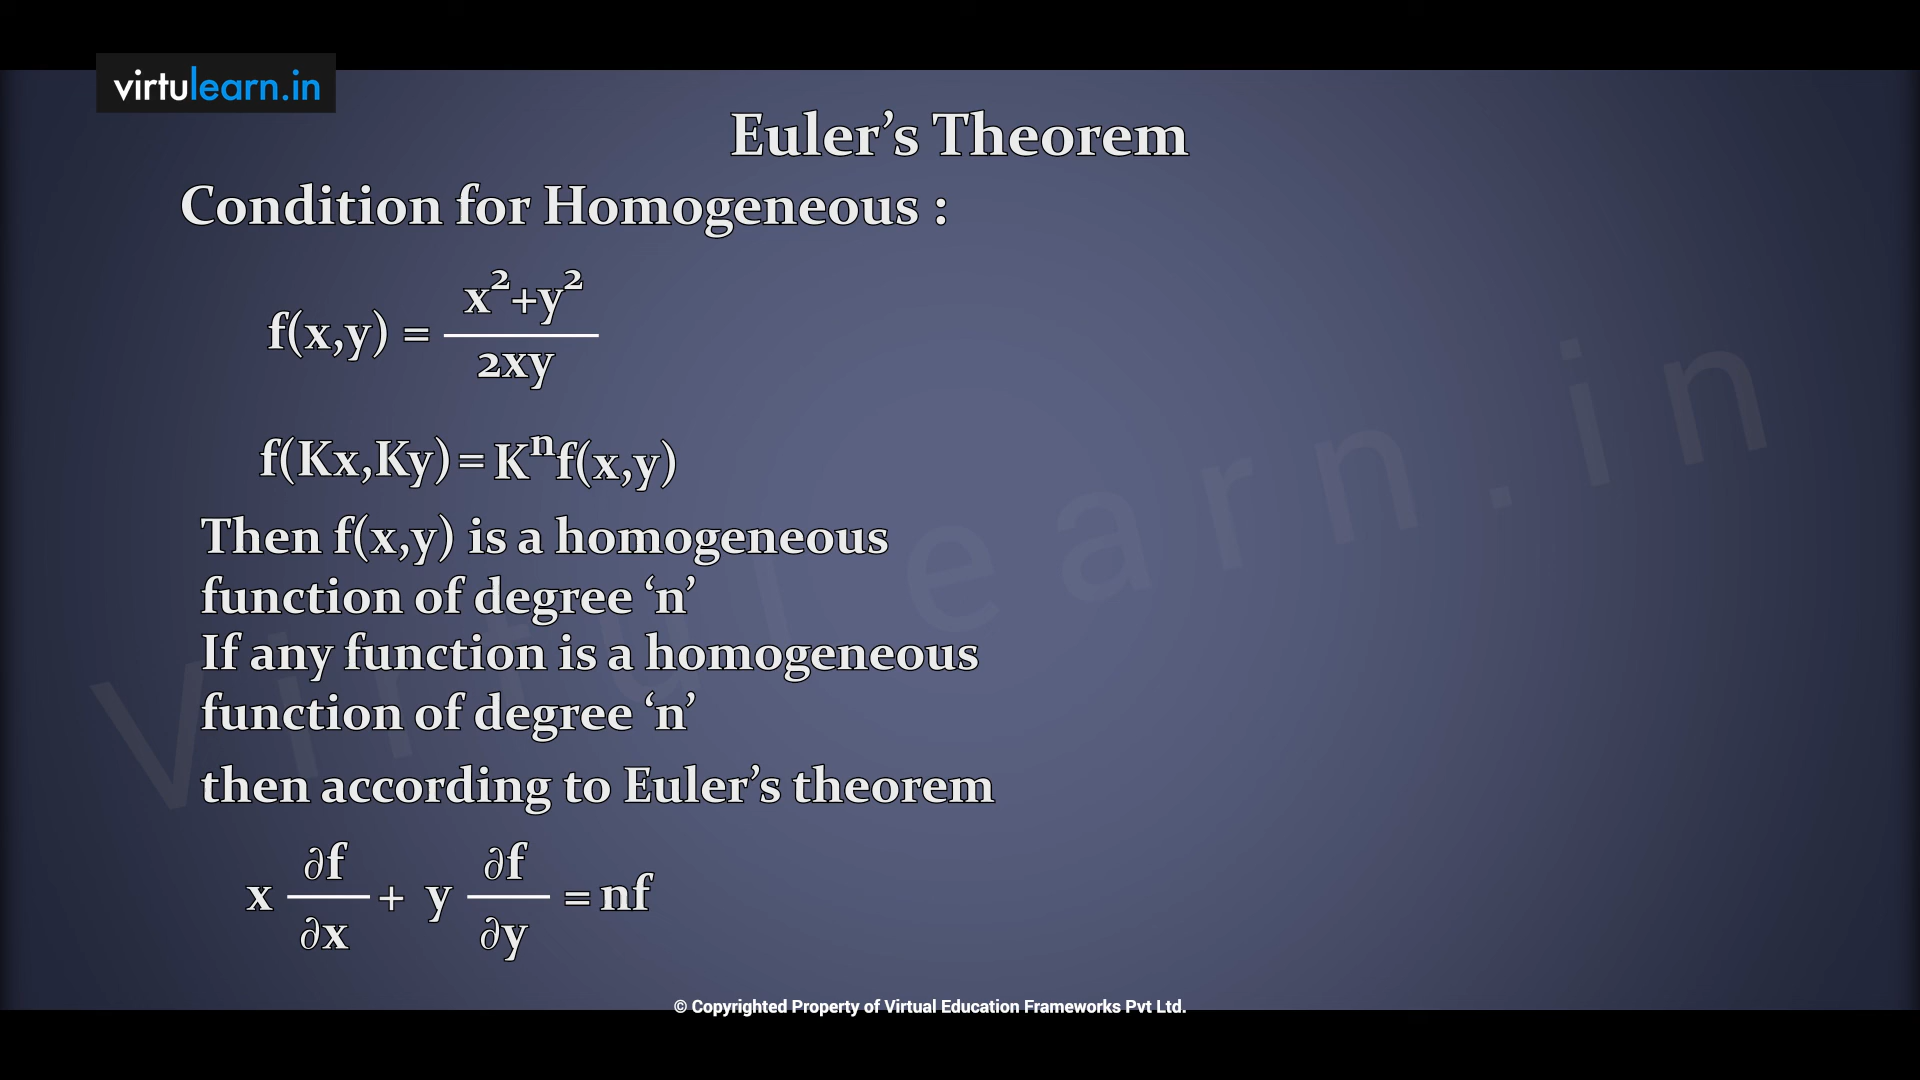 virtulearn.in
Euler’s Theorem
Condition for Homogeneous :
f(x,y) = x²+y² / 2xy
f(Kx,Ky) = Kⁿf(x,y)
Then f(x,y) is a homogeneous
function of degree ‘n’
If any function is a homogeneous
function of degree ‘n’
then according to Euler’s theorem
x ∂f/∂x + y ∂f/∂y = nf
Virtulearn.in
© Copyrighted Property of Virtual Education Frameworks Pvt Ltd.